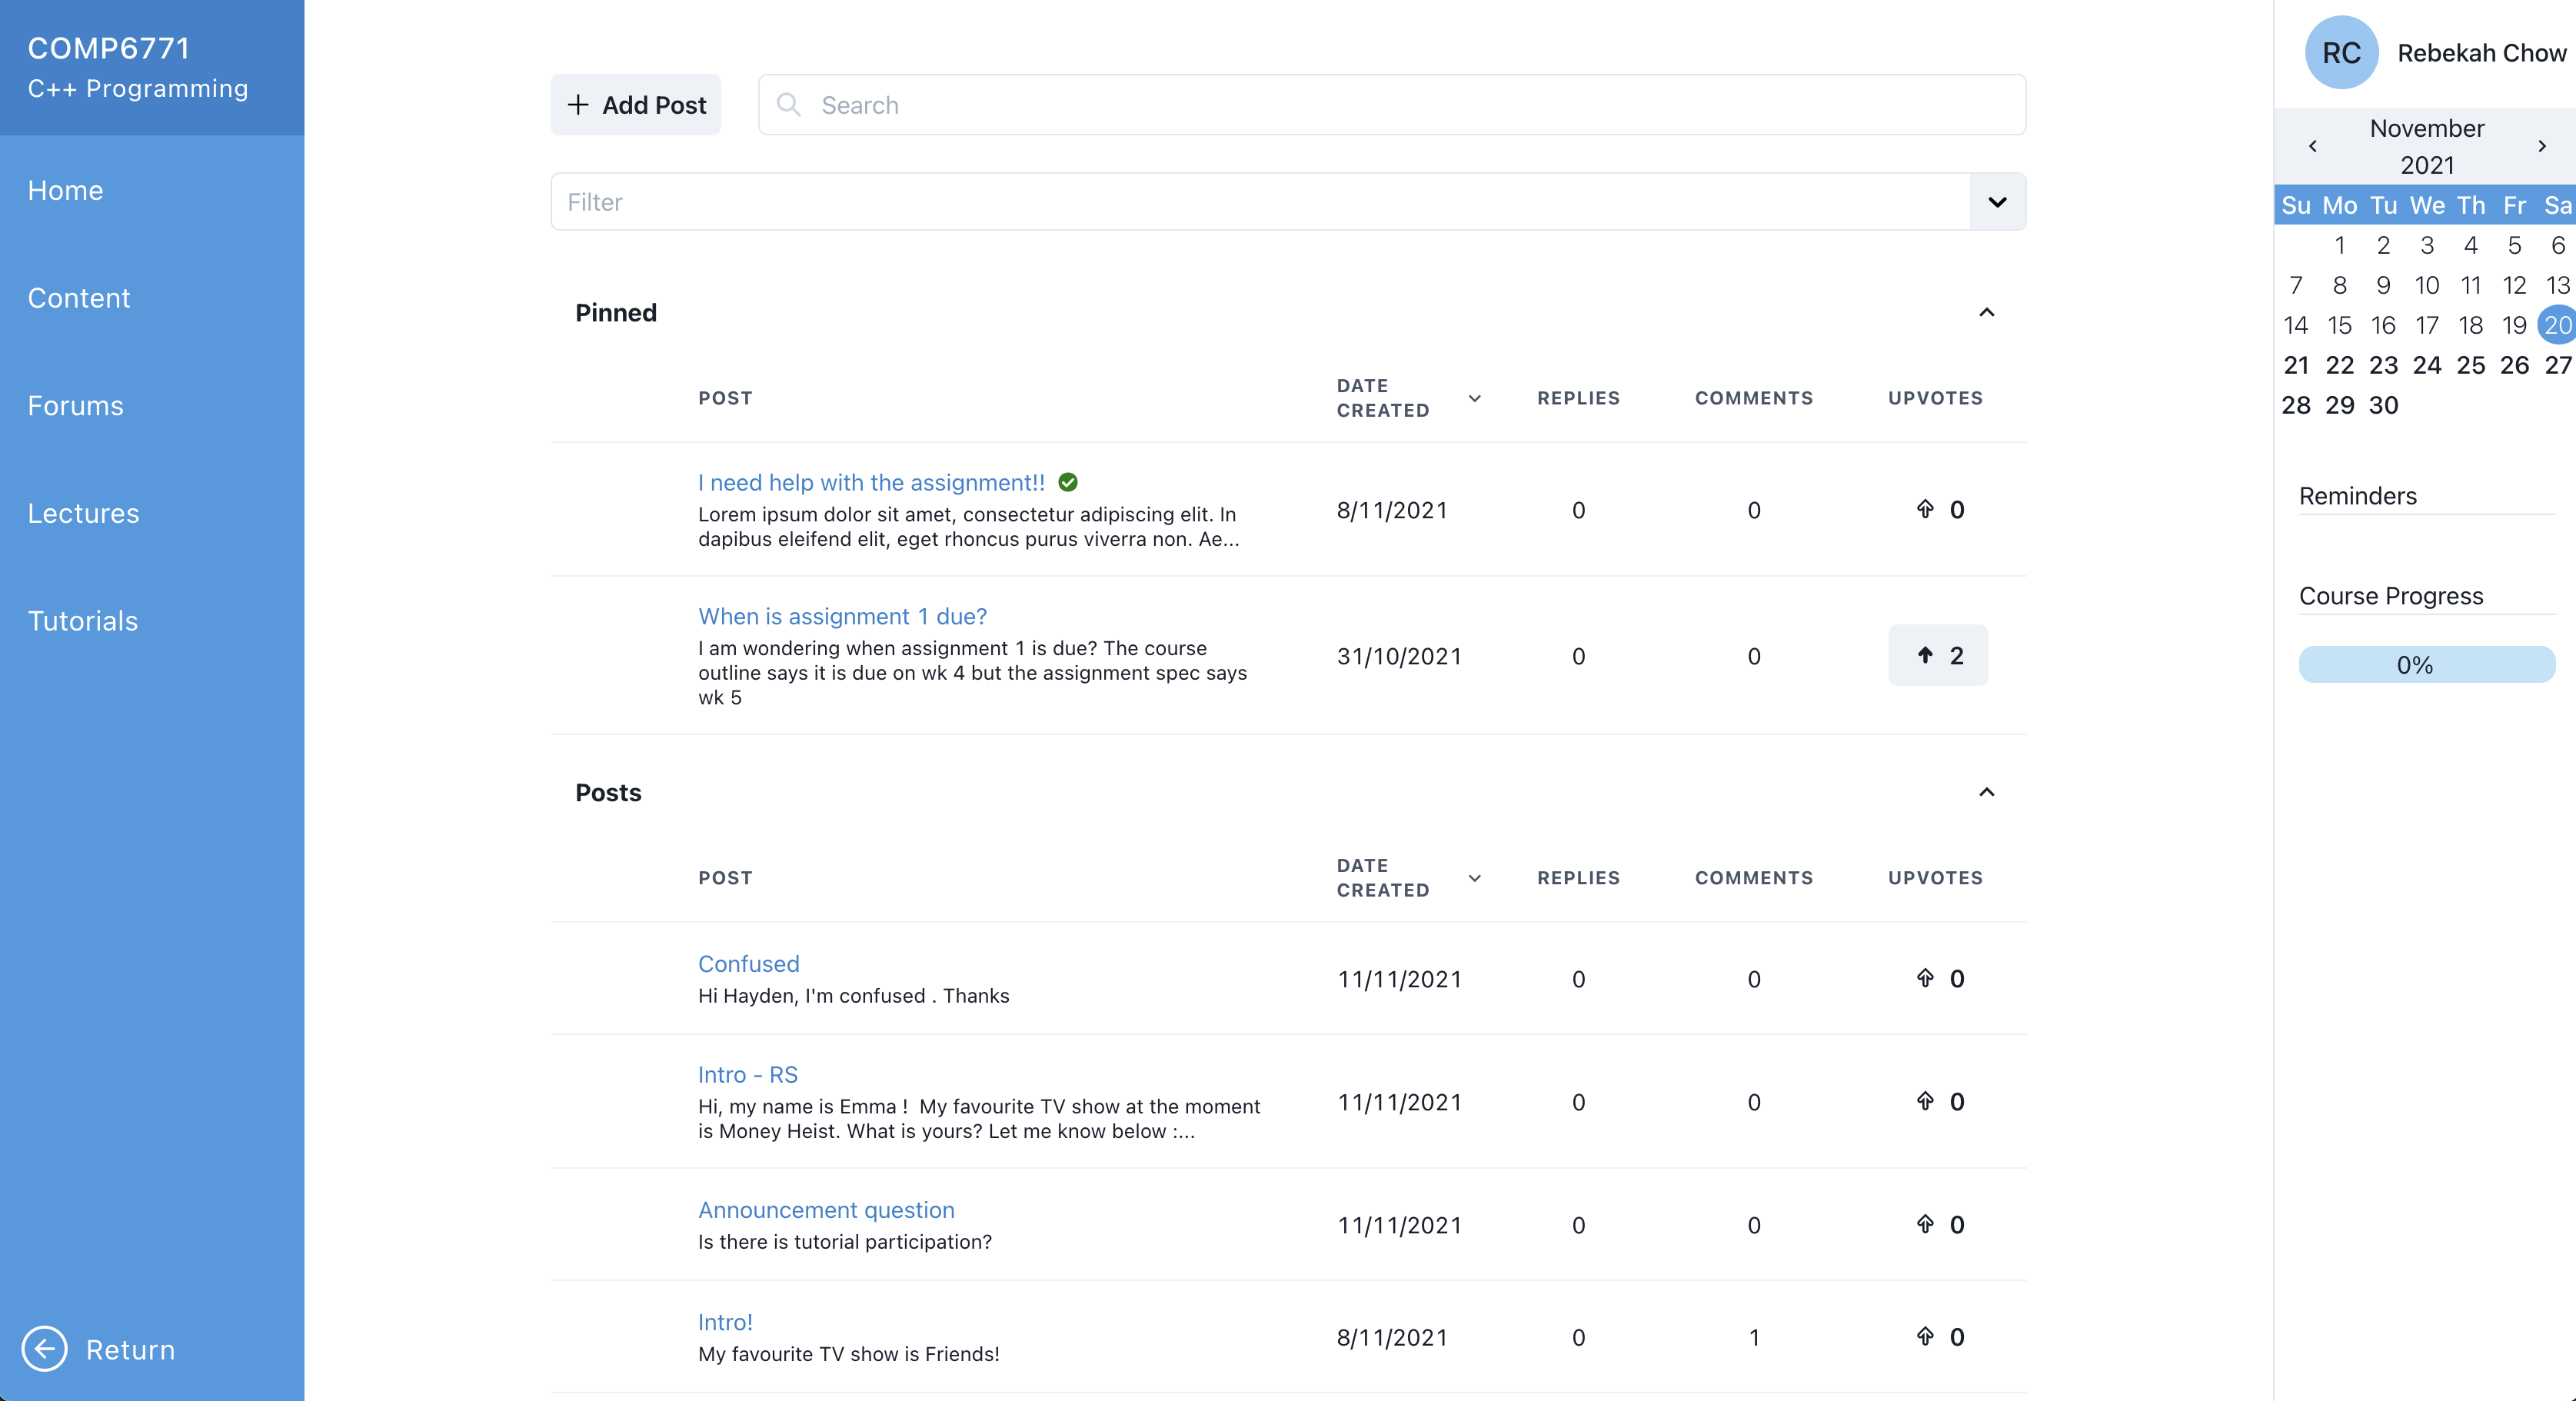 COMP6771
C++ Programming
Home
Content
Forums
Lectures
Tutorials
Return
Add Post
Search
Filter
Pinned
POST DATE CREATED REPLIES COMMENTS UPVOTES
I need help with the assignment!!
Lorem ipsum dolor sit amet, consectetur adipiscing elit. In
dapibus eleifend elit, eget rhoncus purus viverra non. Ae...
8/11/2021 0 0 0
When is assignment 1 due?
I am wondering when assignment 1 is due? The course
outline says it is due on wk 4 but the assignment spec says
wk 5
31/10/2021 0 0 2
Posts
POST DATE CREATED REPLIES COMMENTS UPVOTES
Confused
Hi Hayden, I'm confused . Thanks
11/11/2021 0 0 0
Intro - RS
Hi, my name is Emma ! My favourite TV show at the moment
is Money Heist. What is yours? Let me know below :...
11/11/2021 0 0 0
Announcement question
Is there is tutorial participation?
11/11/2021 0 0 0
Intro!
My favourite TV show is Friends!
8/11/2021 0 1 0
RC Rebekah Chow
November
2021
Su Mo Tu We Th Fr Sa
1 2 3 4 5 6
7 8 9 10 11 12 13
14 15 16 17 18 19 20
21 22 23 24 25 26 27
28 29 30
Reminders
Course Progress
0%